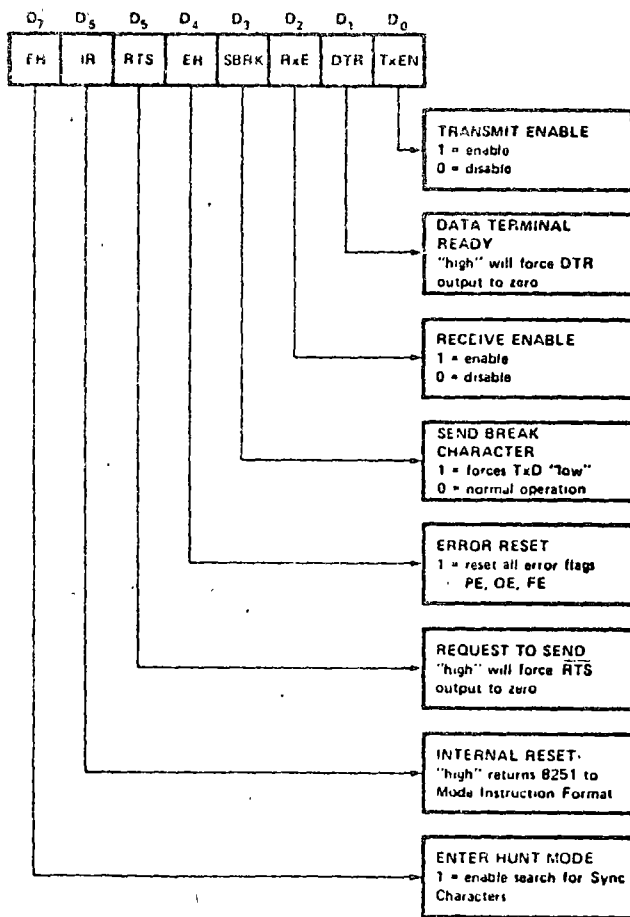 D7 D5 D5 D4 D3 D2 D1 D0
EH IR RTS EH SBRK RxE DTR TxEN
TRANSMIT ENABLE
1 = enable
0 = disable
DATA TERMINAL
READY
"high" will force DTR
output to zero
RECEIVE ENABLE
1 = enable
0 = disable
SEND BREAK
CHARACTER
1 = forces TxD "low"
0 = normal operation
ERROR RESET
1 = reset all error flags
PE, OE, FE
REQUEST TO SEND
"high" will force R̅T̅S̅
output to zero
INTERNAL RESET
"high" returns 8251 to
Mode Instruction Format
ENTER HUNT MODE
1 = enable search for Sync
Characters